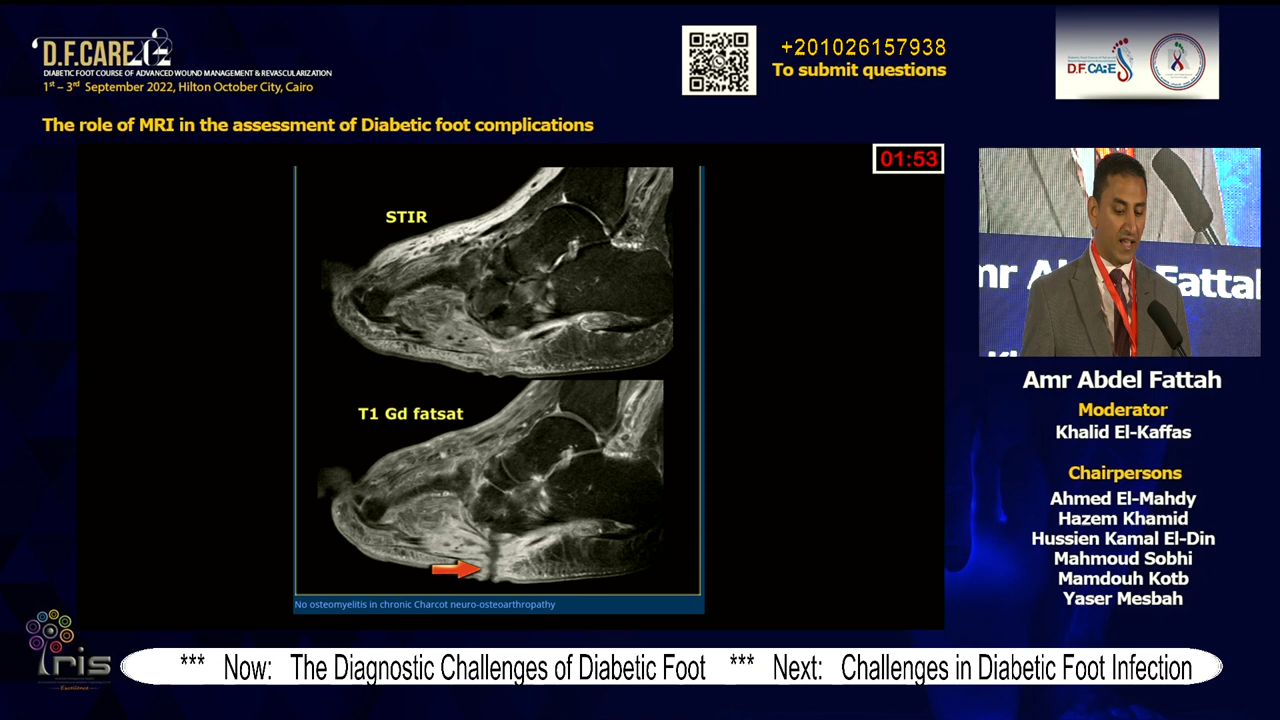 D.F.CARE
DIABETIC FOOT COURSE OF ADVANCED WOUND MANAGEMENT & REVASCULARIZATION
1st – 3rd September 2022, Hilton October City, Cairo
+201026157938
To submit questions
D.F.CARE
The role of MRI in the assessment of Diabetic foot complications
01:53
STIR
T1 Gd fatsat
No osteomyelitis in chronic Charcot neuro-osteoarthropathy
Amr Abdel Fattah
Moderator
Khalid El-Kaffas
Chairpersons
Ahmed El-Mahdy
Hazem Khamid
Hussien Kamal El-Din
Mahmoud Sobhi
Mamdouh Kotb
Yaser Mesbah
iris
Excellence
*** Now: The Diagnostic Challenges of Diabetic Foot *** Next: Challenges in Diabetic Foot Infection